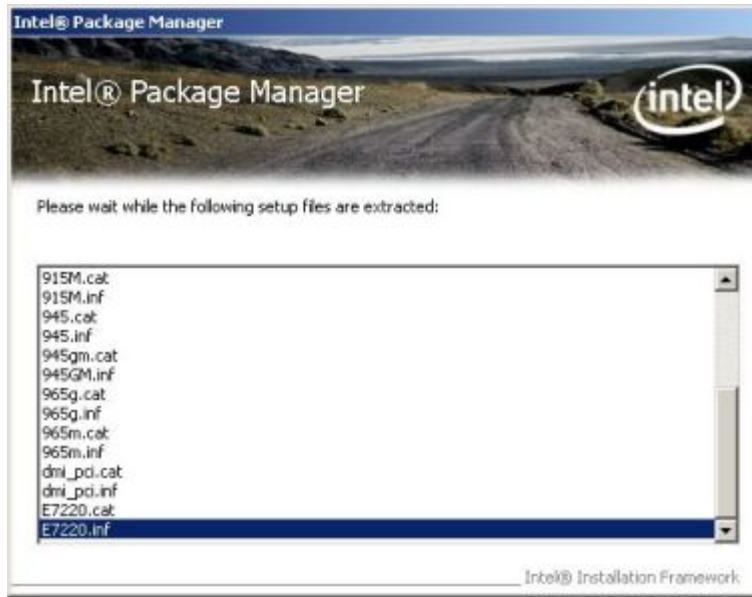 Intel® Package Manager
Intel® Package Manager
intel
Please wait while the following setup files are extracted:
915M.cat
915M.inf
945.cat
945.inf
945gm.cat
945GM.inf
965g.cat
965g.inf
965m.cat
965m.inf
dmi_pci.cat
dmi_pci.inf
E7220.cat
E7220.inf
Intel® Installation Framework